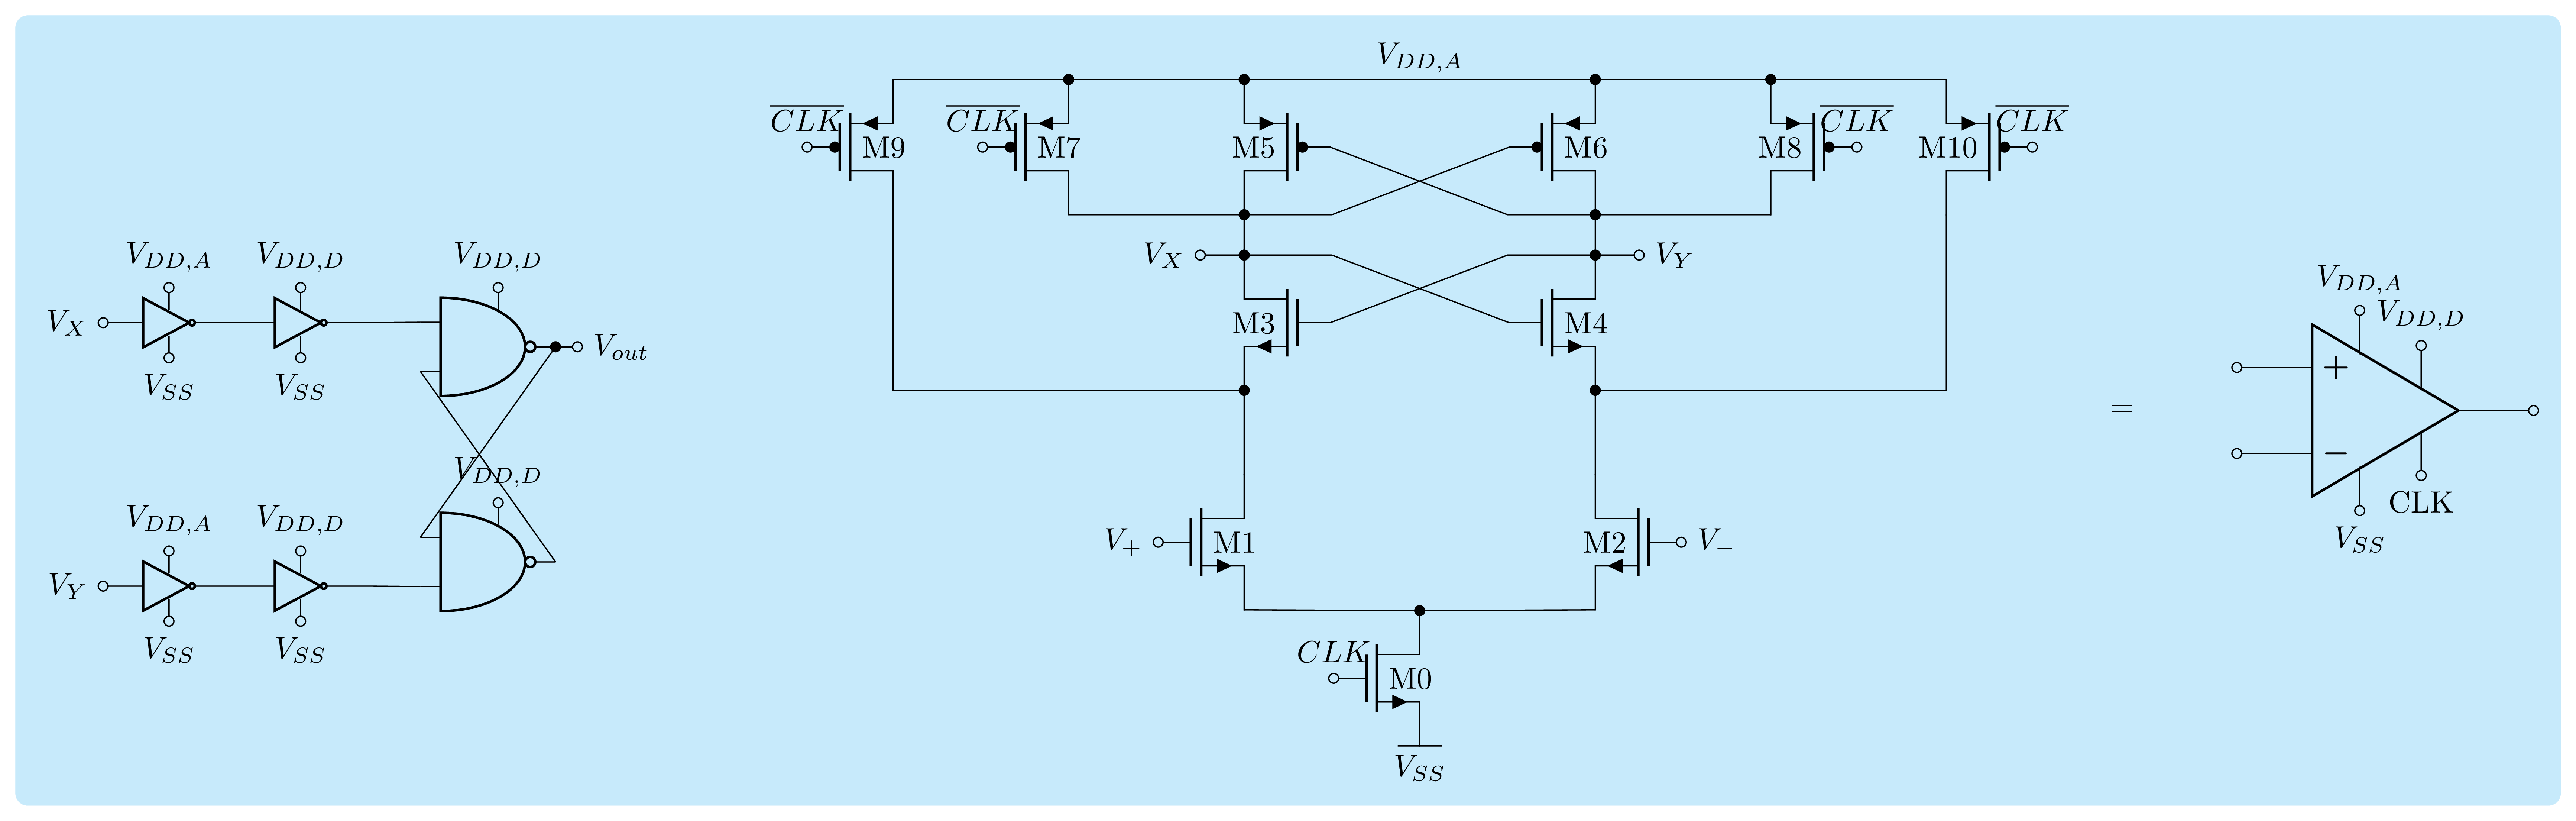 V_{DD,A}
\overline{CLK}
\overline{CLK}
\overline{CLK}
\overline{CLK}
M9
M7
M5
M6
M8
M10
V_{DD,A}
V_{DD,D}
V_{DD,D}
V_X
V_Y
V_X
V_{out}
V_{SS}
V_{SS}
M3
M4
V_{DD,D}
V_{DD,A}
V_{DD,D}
V_Y
V_{SS}
V_{SS}
V_+
M1
M2
V_-
CLK
M0
V_{SS}
=
V_{DD,A}
V_{DD,D}
+
−
CLK
V_{SS}